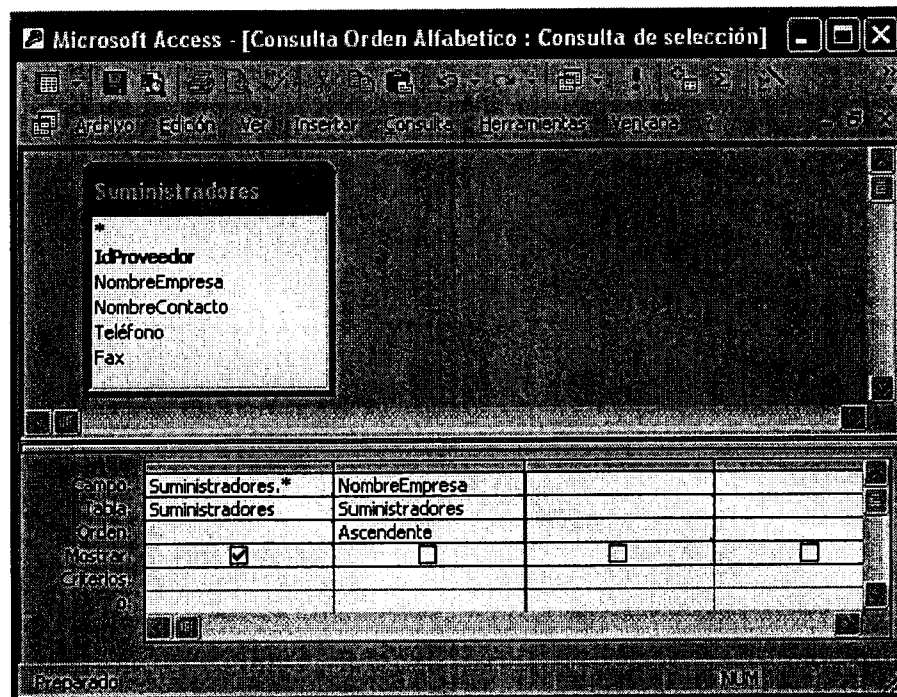 Microsoft Access - [Consulta Orden Alfabetico : Consulta de selección]
Archivo Edición Ver Insertar Consulta Herramientas Ventana ?
Suministradores
*
IdProveedor
NombreEmpresa
NombreContacto
Teléfono
Fax
Campo: Suministradores.* NombreEmpresa
Tabla: Suministradores Suministradores
Orden: Ascendente
Mostrar:
Criterios:
o:
Preparado NUM